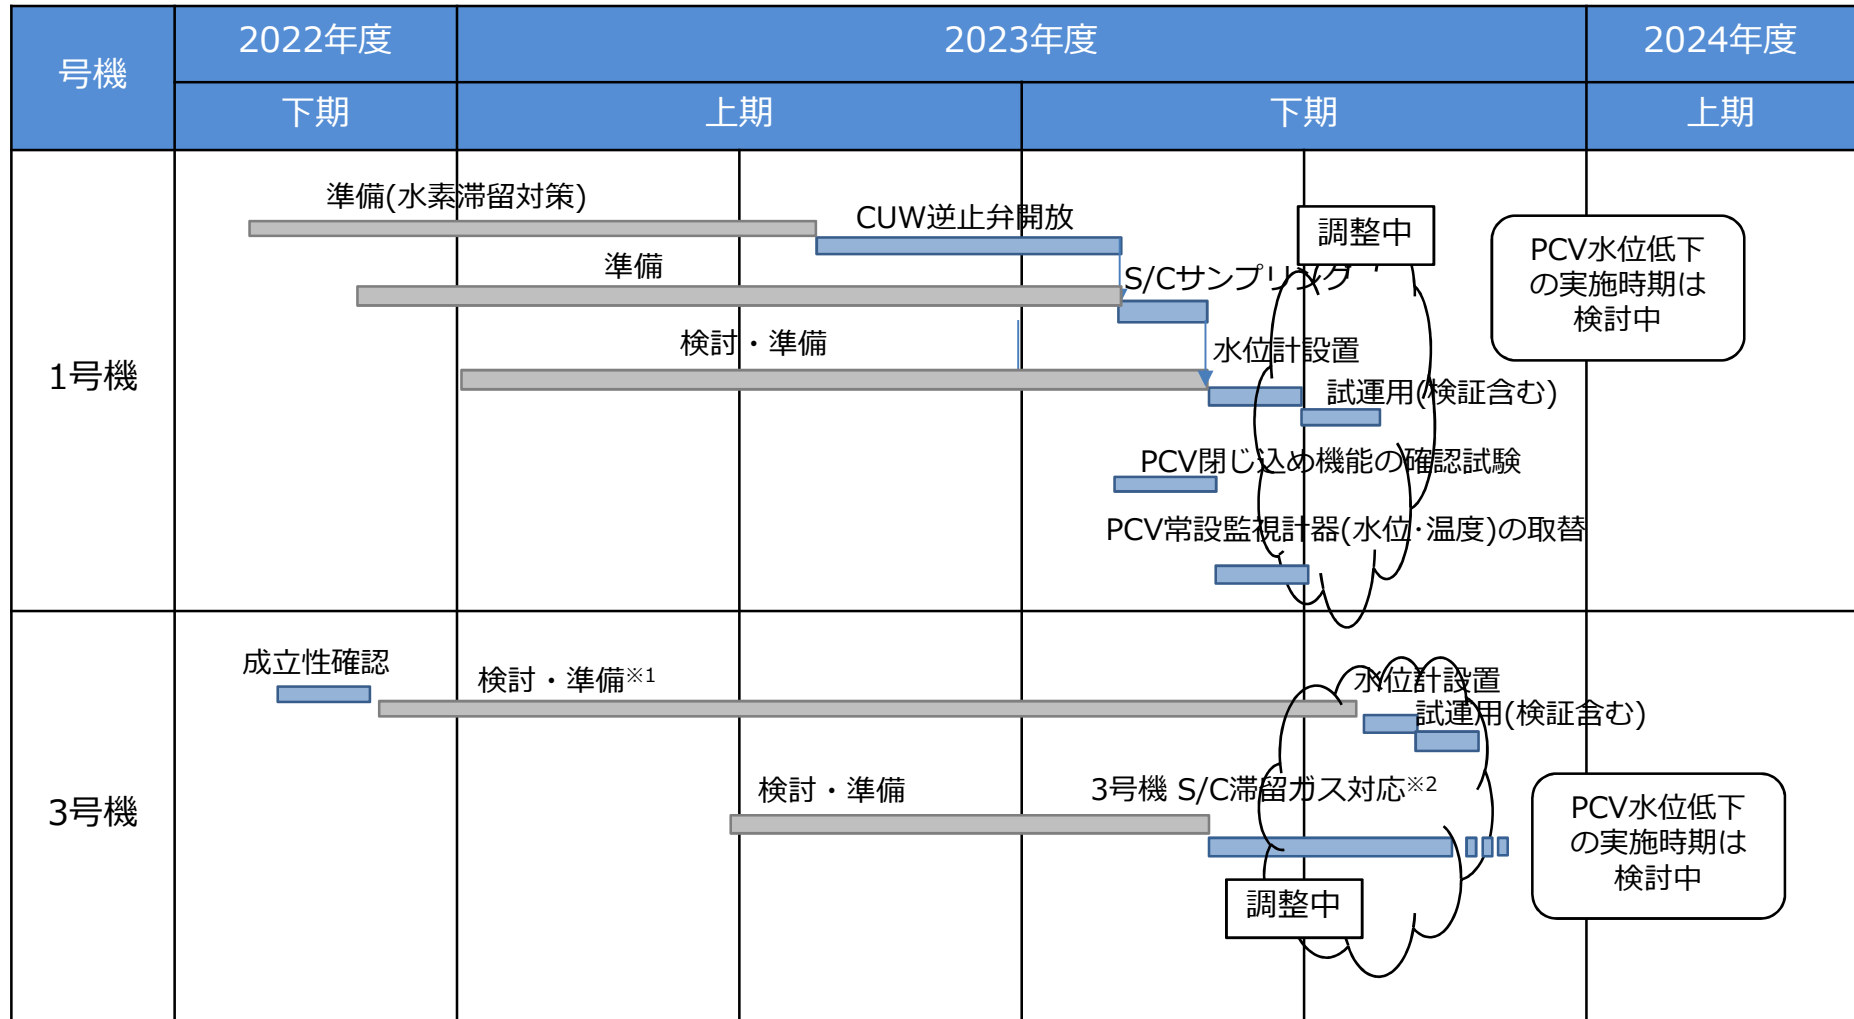 号機
2022年度
2023年度
2024年度
下期
上期
下期
上期
1号機
準備(水素滞留対策)
CUW逆止弁開放
調整中
準備
S/Cサンプリング
検討・準備
水位計設置
試運用(検証含む)
PCV閉じ込め機能の確認試験
PCV常設監視計器(水位･温度)の取替
PCV水位低下
の実施時期は
検討中
3号機
成立性確認
検討・準備※1
水位計設置
試運用(検証含む)
検討・準備
3号機 S/C滞留ガス対応※2
調整中
PCV水位低下
の実施時期は
検討中